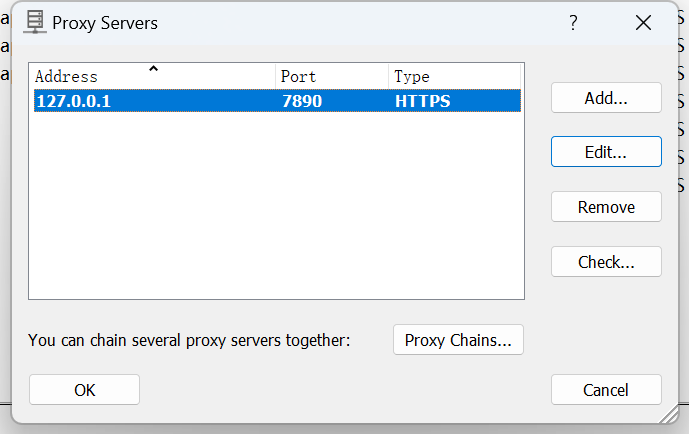 Proxy Servers
?
Address Port Type
127.0.0.1 7890 HTTPS
Add...
Edit...
Remove
Check...
You can chain several proxy servers together:
Proxy Chains...
OK
Cancel
a
a
a
S
S
S
S
S
S
S